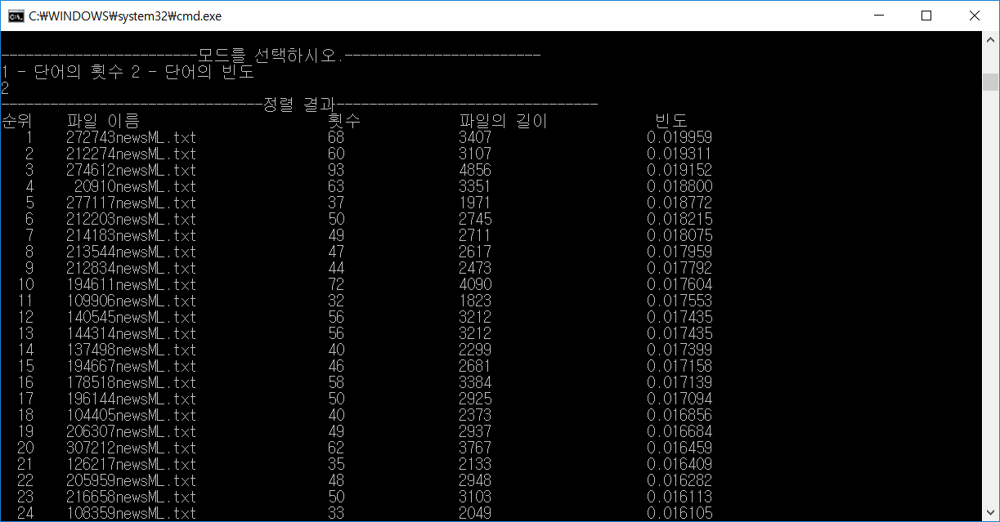 C:\WINDOWS\system32\cmd.exe
------------------------모드를 선택하시오.------------------------
1 - 단어의 횟수 2 - 단어의 빈도
2
--------------------------------정렬 결과--------------------------------
순위 파일 이름 횟수 파일의 길이 빈도
1 272743newsML.txt 68 3407 0.019959
2 212274newsML.txt 60 3107 0.019311
3 274612newsML.txt 93 4856 0.019152
4 20910newsML.txt 63 3351 0.018800
5 277117newsML.txt 37 1971 0.018772
6 212203newsML.txt 50 2745 0.018215
7 214183newsML.txt 49 2711 0.018075
8 213544newsML.txt 47 2617 0.017959
9 212834newsML.txt 44 2473 0.017792
10 194611newsML.txt 72 4090 0.017604
11 109906newsML.txt 32 1823 0.017553
12 140545newsML.txt 56 3212 0.017435
13 144314newsML.txt 56 3212 0.017435
14 137498newsML.txt 40 2299 0.017399
15 194667newsML.txt 46 2681 0.017158
16 178518newsML.txt 58 3384 0.017139
17 196144newsML.txt 50 2925 0.017094
18 104405newsML.txt 40 2373 0.016856
19 206307newsML.txt 49 2937 0.016684
20 307212newsML.txt 62 3767 0.016459
21 126217newsML.txt 35 2133 0.016409
22 205959newsML.txt 48 2948 0.016282
23 216658newsML.txt 50 3103 0.016113
24 108359newsML.txt 33 2049 0.016105